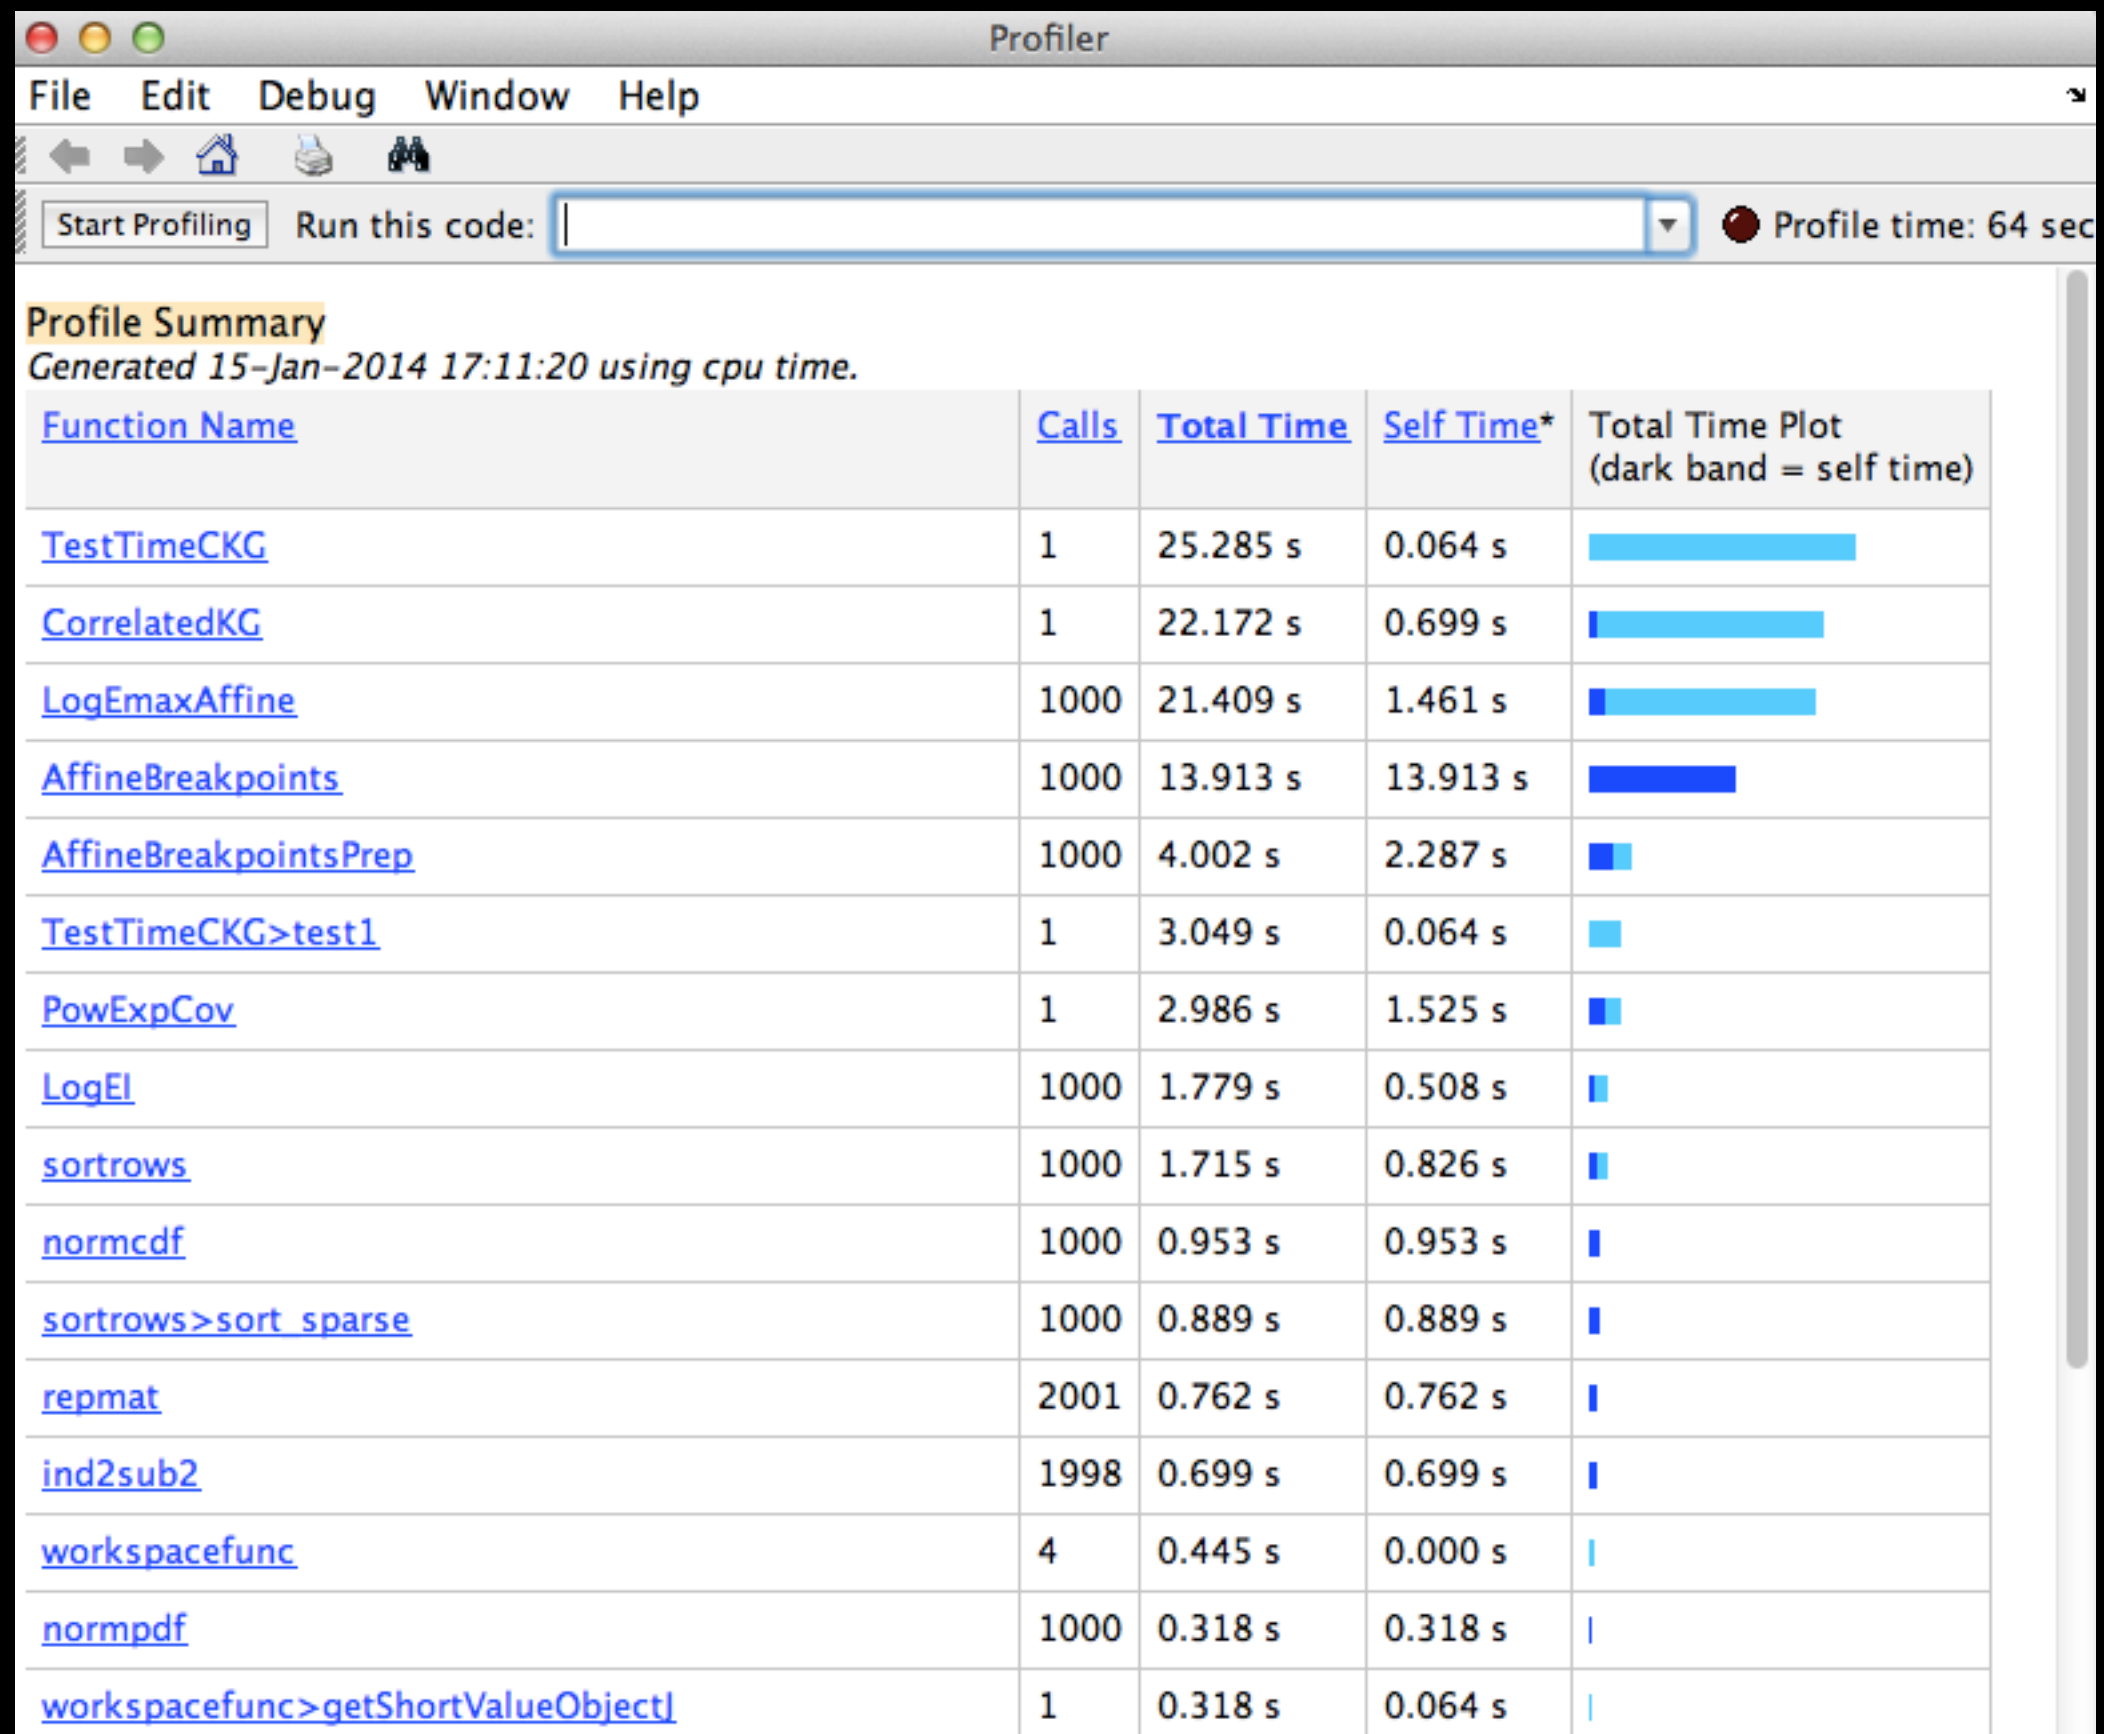 Profiler
File Edit Debug Window Help
Start Profiling Run this code: Profile time: 64 sec
Profile Summary
Generated 15-Jan-2014 17:11:20 using cpu time.
Function Name Calls Total Time Self Time* Total Time Plot
(dark band = self time)
TestTimeCKG 1 25.285 s 0.064 s
CorrelatedKG 1 22.172 s 0.699 s
LogEmaxAffine 1000 21.409 s 1.461 s
AffineBreakpoints 1000 13.913 s 13.913 s
AffineBreakpointsPrep 1000 4.002 s 2.287 s
TestTimeCKG>test1 1 3.049 s 0.064 s
PowExpCov 1 2.986 s 1.525 s
LogEI 1000 1.779 s 0.508 s
sortrows 1000 1.715 s 0.826 s
normcdf 1000 0.953 s 0.953 s
sortrows>sort_sparse 1000 0.889 s 0.889 s
repmat 2001 0.762 s 0.762 s
ind2sub2 1998 0.699 s 0.699 s
workspacefunc 4 0.445 s 0.000 s
normpdf 1000 0.318 s 0.318 s
workspacefunc>getShortValueObjectJ 1 0.318 s 0.064 s